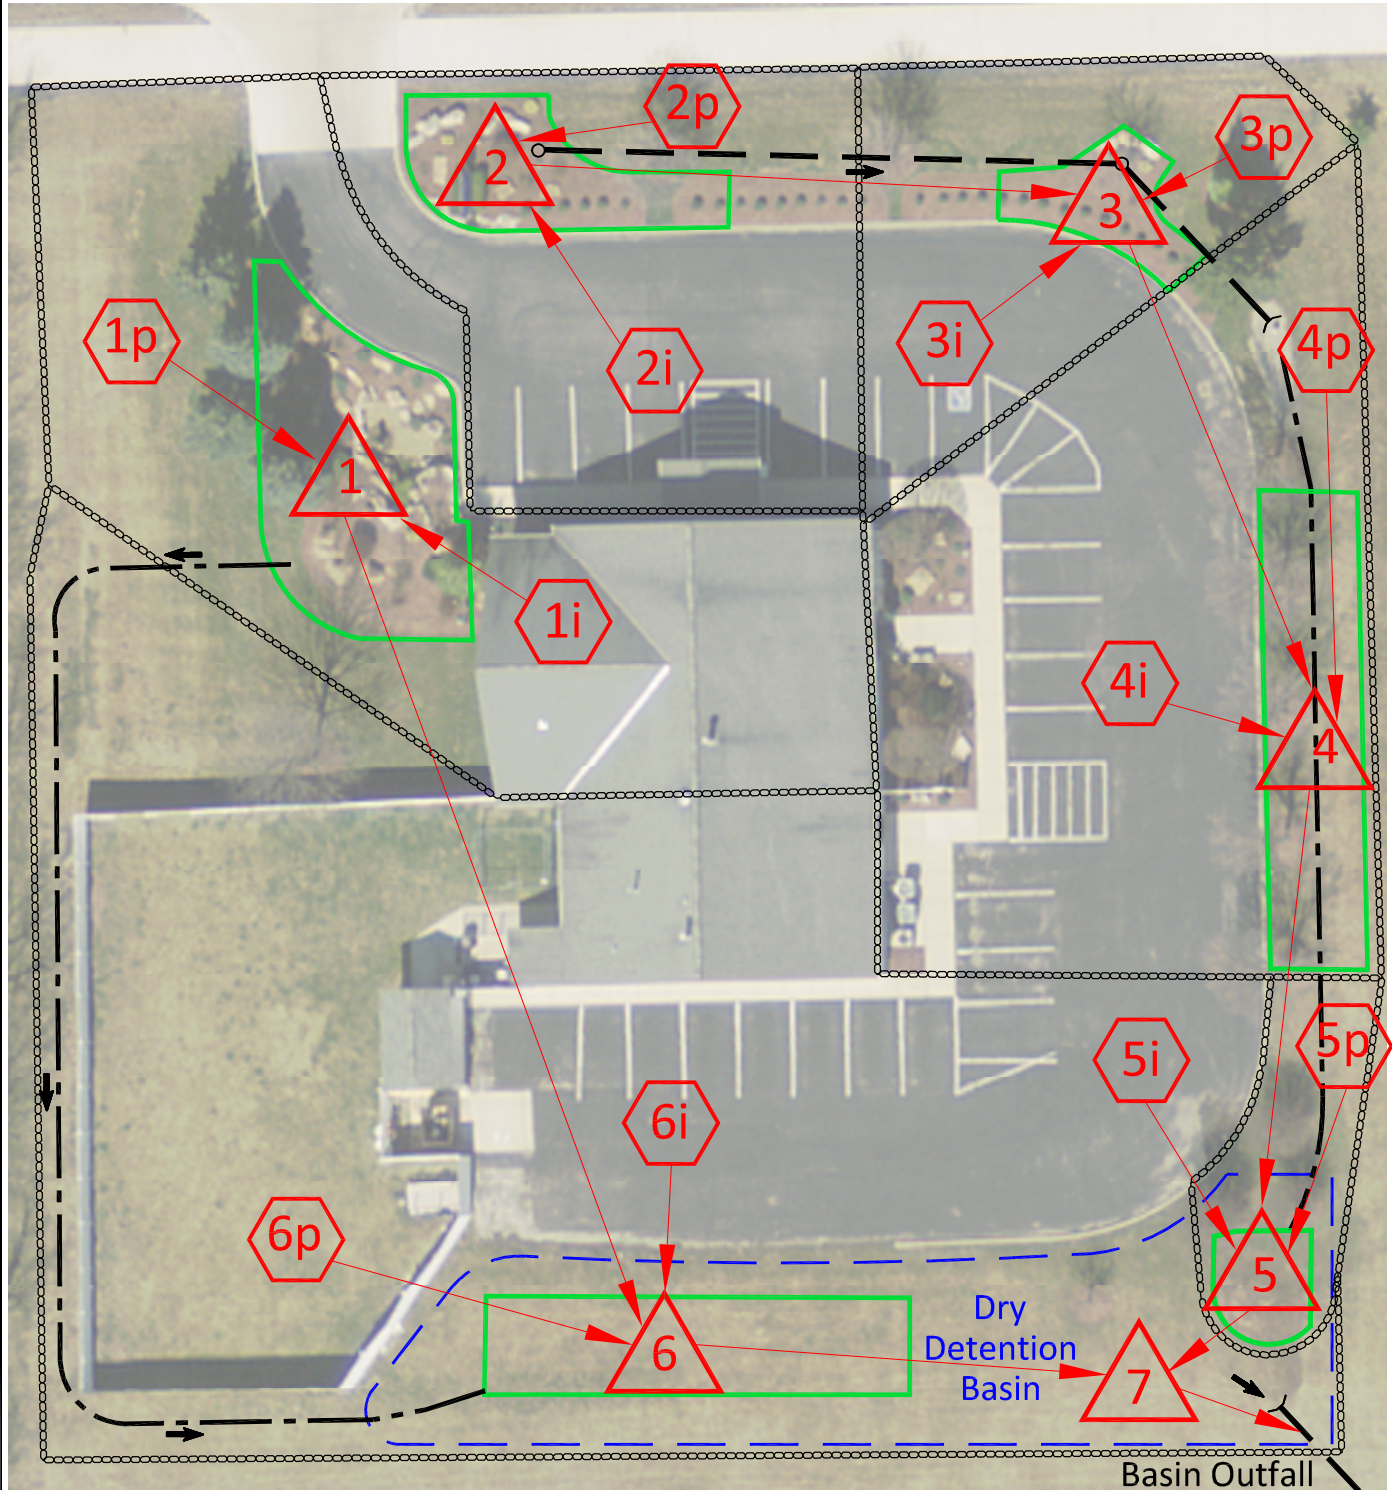 2p
3p
2
3
1p
2i
3i
4p
1
1i
4i
4
5i
5p
6i
6p
5
Dry
Detention
Basin
6
7
Basin Outfall